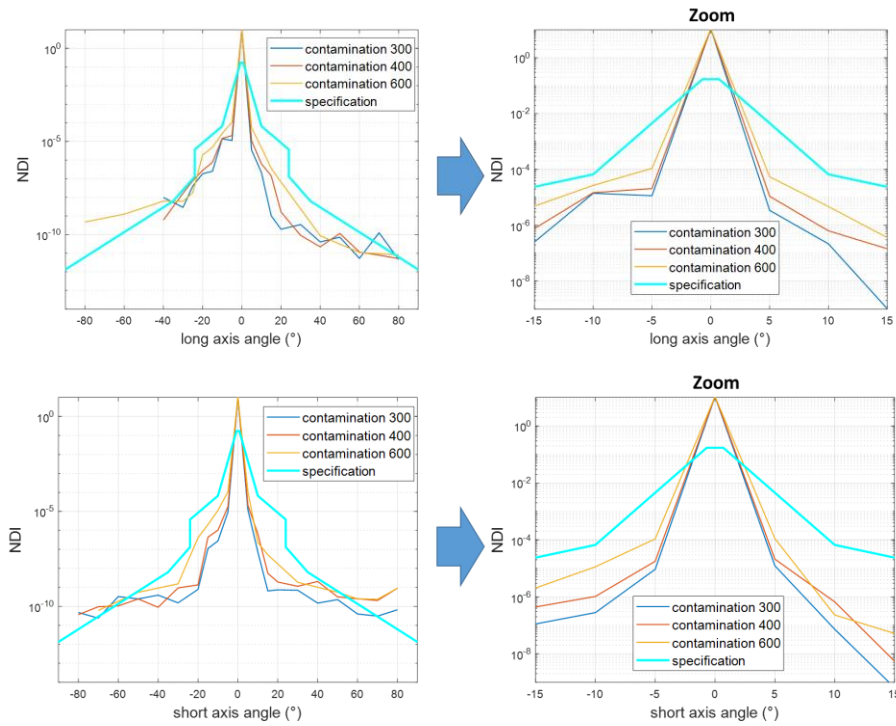 Zoom
10^0
10^-5
10^-10
NDI
contamination 300
contamination 400
contamination 600
specification
-80 -60 -40 -20 0 20 40 60 80
long axis angle (°)
10^0
10^-2
10^-4
10^-6
10^-8
NDI
contamination 300
contamination 400
contamination 600
specification
-15 -10 -5 0 5 10 15
long axis angle (°)
Zoom
10^0
10^-5
10^-10
NDI
contamination 300
contamination 400
contamination 600
specification
-80 -60 -40 -20 0 20 40 60 80
short axis angle (°)
10^0
10^-2
10^-4
10^-6
10^-8
NDI
contamination 300
contamination 400
contamination 600
specification
-15 -10 -5 0 5 10 15
short axis angle (°)